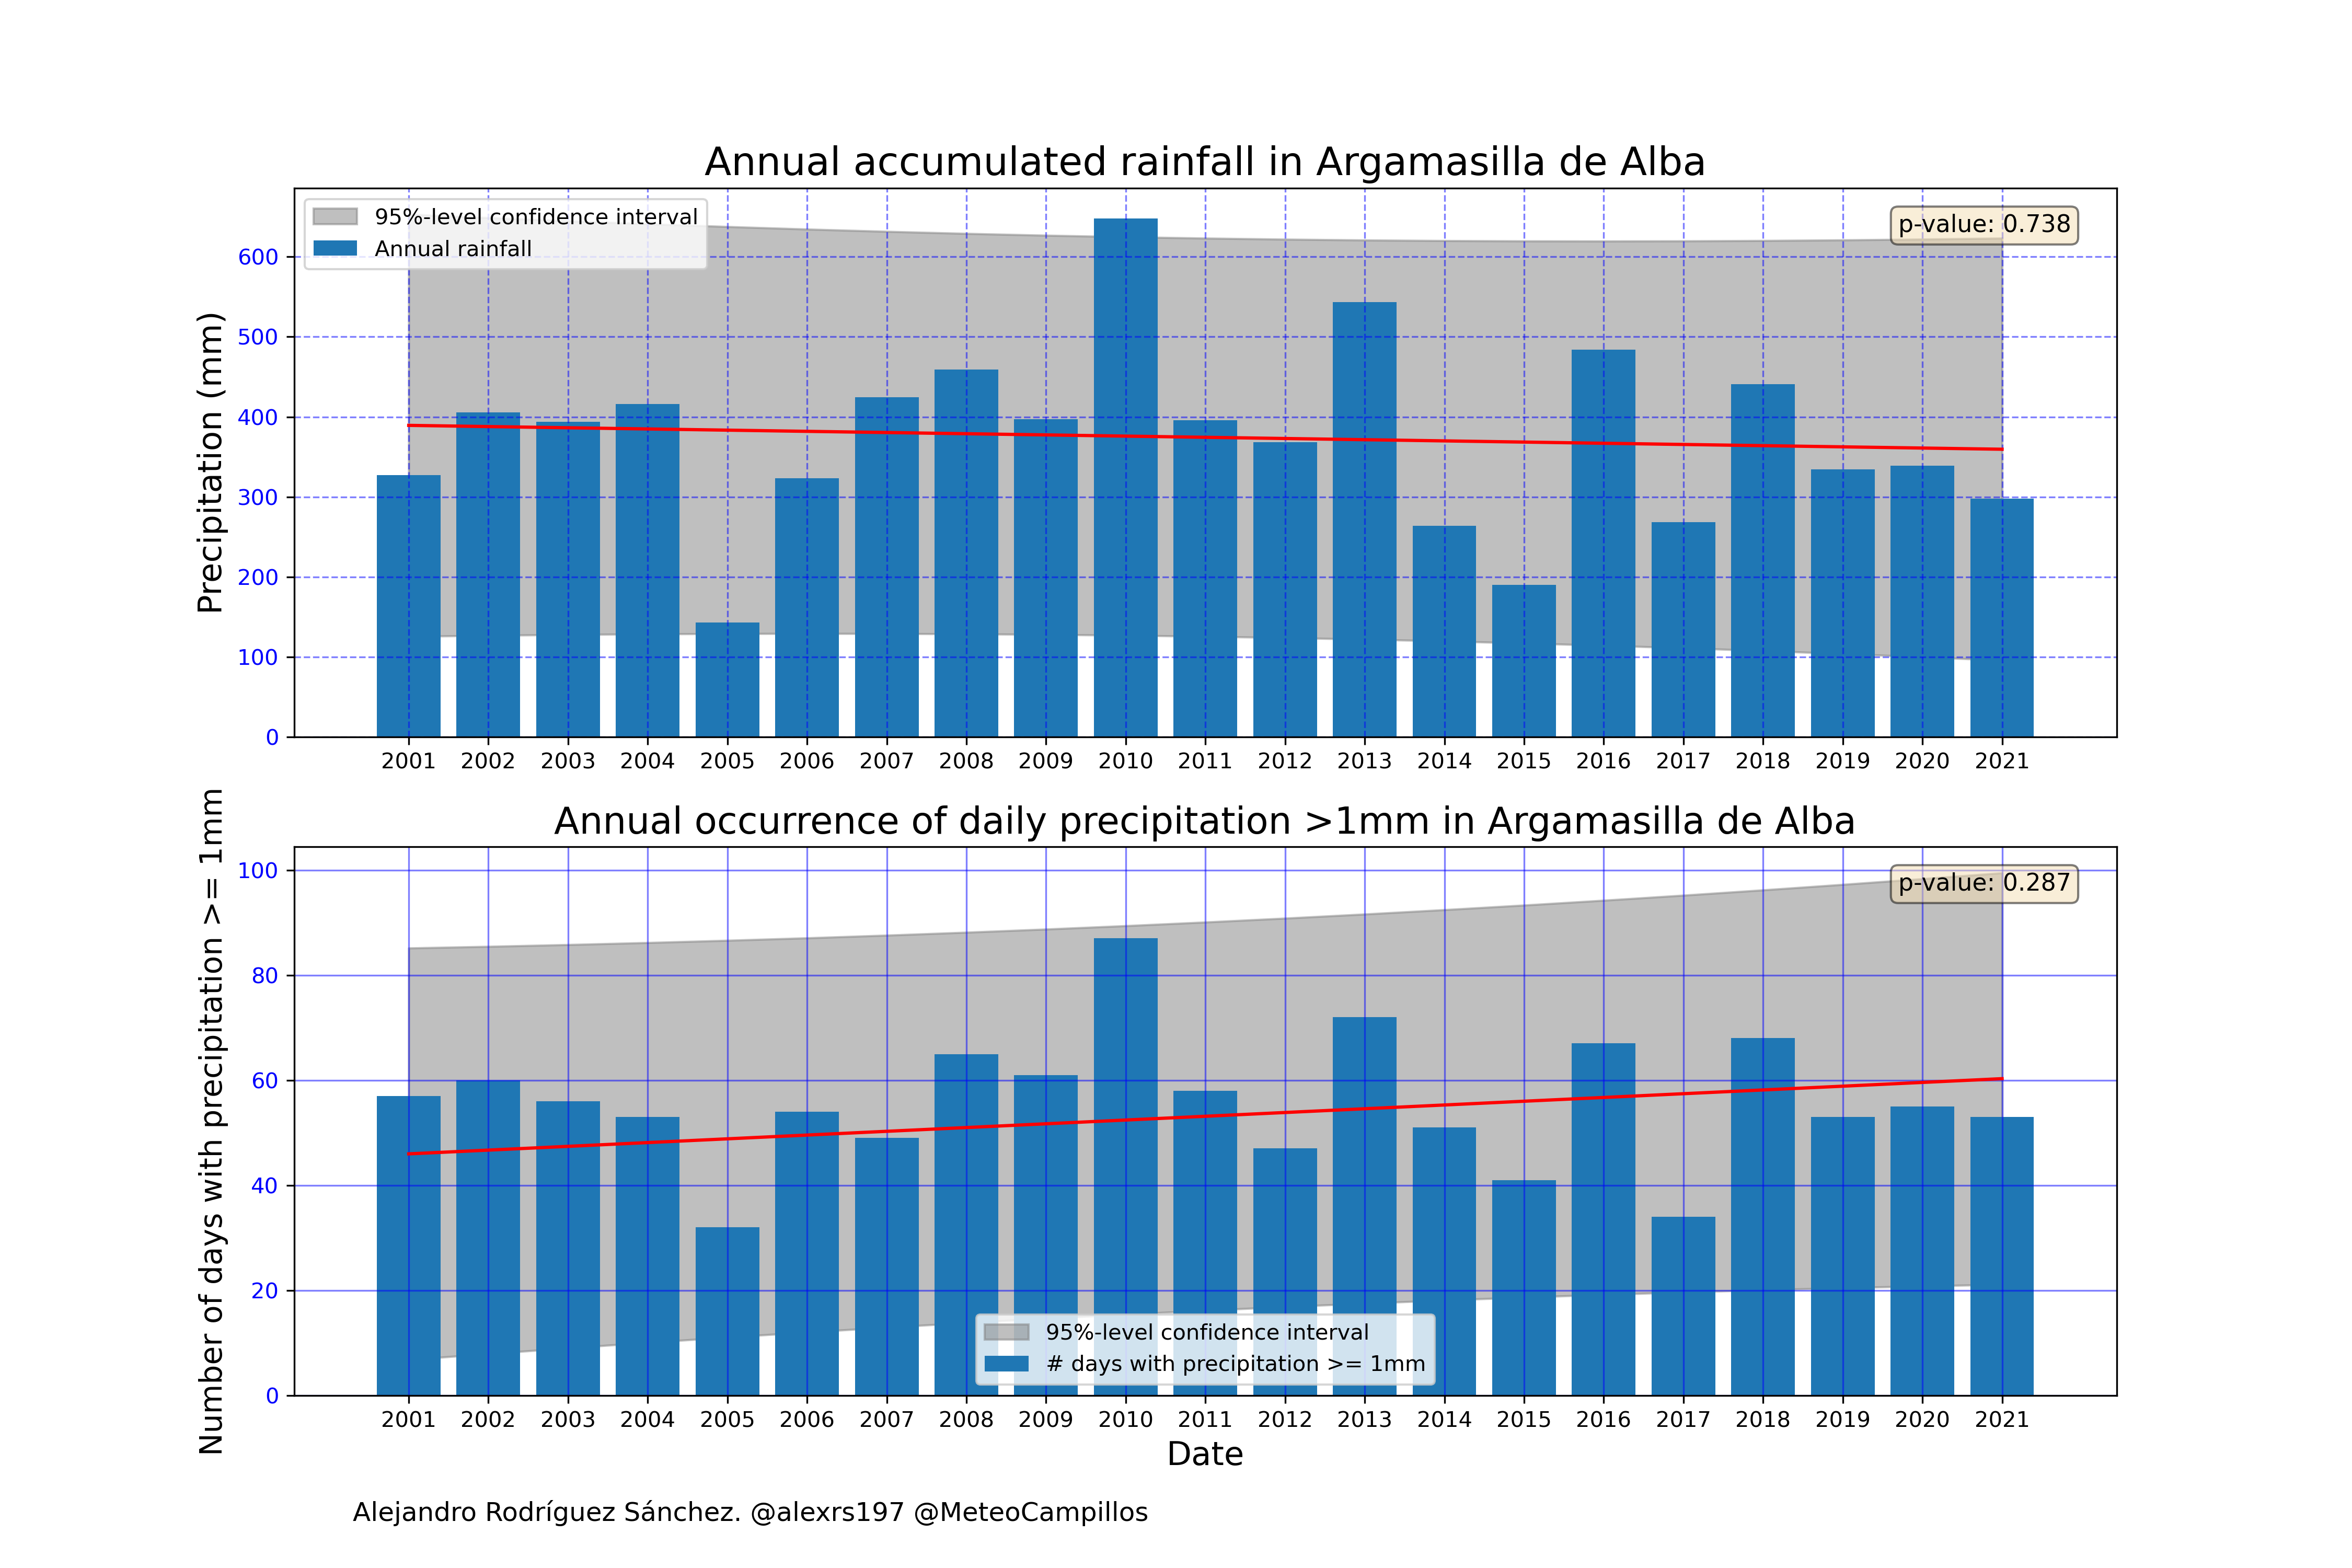 Annual accumulated rainfall in Argamasilla de Alba
95%-level confidence interval
Annual rainfall
p-value: 0.738
Precipitation (mm)
600
500
400
300
200
100
0
2001 2002 2003 2004 2005 2006 2007 2008 2009 2010 2011 2012 2013 2014 2015 2016 2017 2018 2019 2020 2021
Annual occurrence of daily precipitation >1mm in Argamasilla de Alba
p-value: 0.287
Number of days with precipitation >= 1mm
100
80
60
40
20
0
95%-level confidence interval
# days with precipitation >= 1mm
2001 2002 2003 2004 2005 2006 2007 2008 2009 2010 2011 2012 2013 2014 2015 2016 2017 2018 2019 2020 2021
Date
Alejandro Rodríguez Sánchez. @alexrs197 @MeteoCampillos